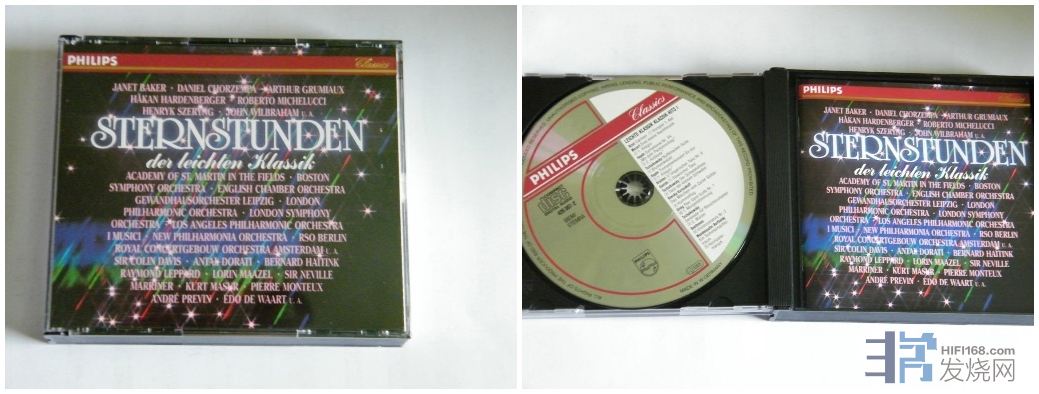 PHILIPS
Classics
JANET BAKER · DANIEL CHORZEMPA · ARTHUR GRUMIAUX
HÅKAN HARDENBERGER · ROBERTO MICHELUCCI
HENRYK SZERYNG · JOHN WILBRAHAM u. a.
STERNSTUNDEN
der leichten Klassik
ACADEMY OF ST. MARTIN IN THE FIELDS · BOSTON
SYMPHONY ORCHESTRA · ENGLISH CHAMBER ORCHESTRA
GEWANDHAUSORCHESTER LEIPZIG · LONDON
PHILHARMONIC ORCHESTRA · LONDON SYMPHONY
ORCHESTRA · LOS ANGELES PHILHARMONIC ORCHESTRA
I MUSICI · NEW PHILHARMONIA ORCHESTRA · RSO BERLIN
ROYAL CONCERTGEBOUW ORCHESTRA AMSTERDAM u. a.
SIR COLIN DAVIS · ANTAL DORATI · BERNARD HAITINK
RAYMOND LEPPARD · LORIN MAAZEL · SIR NEVILLE
MARRINER · KURT MASUR · PIERRE MONTEUX
ANDRÉ PREVIN · EDO DE WAART u. a.
PHILIPS
Classics
LEICHTE KLASSIK KLASSIK HITS 1
PHILIPS
JANET BAKER · DANIEL CHORZEMPA · ARTHUR GRUMIAUX
HÅKAN HARDENBERGER · ROBERTO MICHELUCCI
HENRYK SZERYNG · JOHN WILBRAHAM u. a.
STERNSTUNDEN
der leichten Klassik
ACADEMY OF ST. MARTIN IN THE FIELDS · BOSTON
SYMPHONY ORCHESTRA · ENGLISH CHAMBER ORCHESTRA
GEWANDHAUSORCHESTER LEIPZIG · LONDON
PHILHARMONIC ORCHESTRA · LONDON SYMPHONY
ORCHESTRA · LOS ANGELES PHILHARMONIC ORCHESTRA
I MUSICI · NEW PHILHARMONIA ORCHESTRA · RSO BERLIN
ROYAL CONCERTGEBOUW ORCHESTRA AMSTERDAM u. a.
SIR COLIN DAVIS · ANTAL DORATI · BERNARD HAITINK
RAYMOND LEPPARD · LORIN MAAZEL · SIR NEVILLE
MARRINER · KURT MASUR · PIERRE MONTEUX
ANDRÉ PREVIN · EDO DE WAART u. a.
HIFI168.com
发烧网